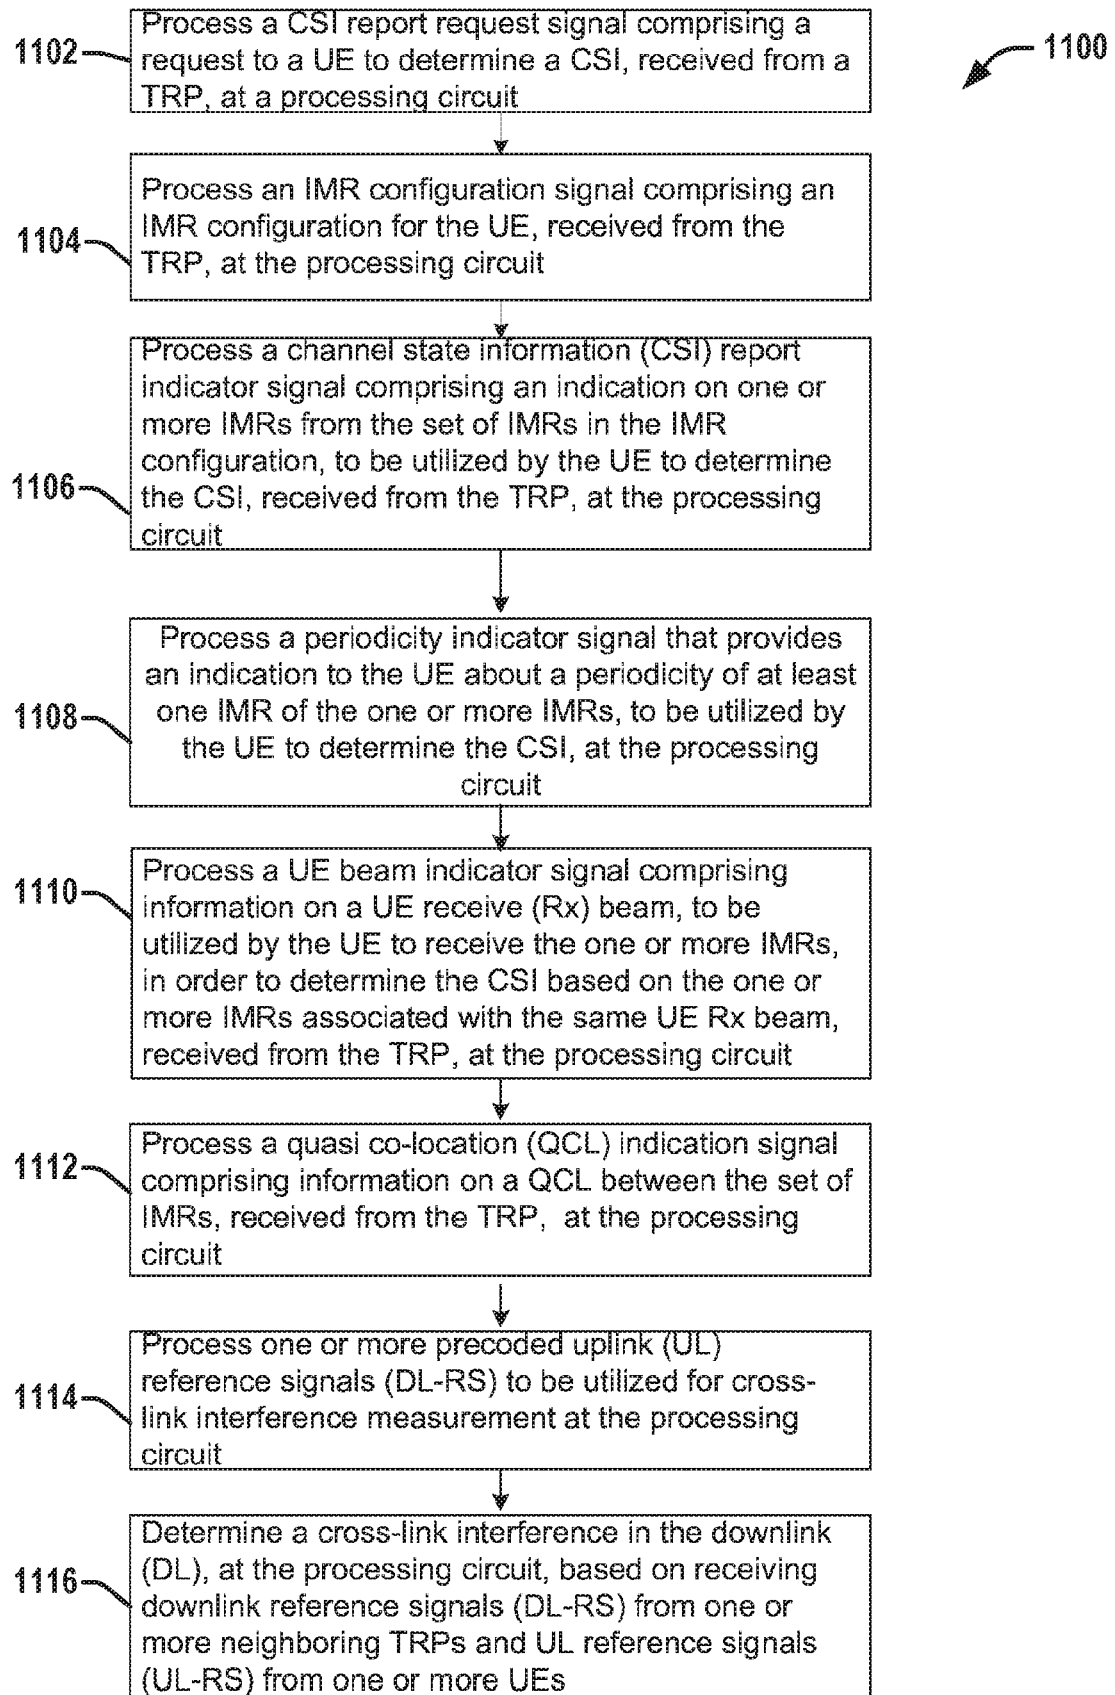 1100
1102
Process a CSI report request signal comprising a
request to a UE to determine a CSI, received from a
TRP, at a processing circuit
1104
Process an IMR configuration signal comprising an
IMR configuration for the UE, received from the
TRP, at the processing circuit
1106
Process a channel state information (CSI) report
indicator signal comprising an indication on one or
more IMRs from the set of IMRs in the IMR
configuration, to be utilized by the UE to determine
the CSI, received from the TRP, at the processing
circuit
1108
Process a periodicity indicator signal that provides
an indication to the UE about a periodicity of at least
one IMR of the one or more IMRs, to be utilized by
the UE to determine the CSI, at the processing
circuit
1110
Process a UE beam indicator signal comprising
information on a UE receive (Rx) beam, to be
utilized by the UE to receive the one or more IMRs,
in order to determine the CSI based on the one or
more IMRs associated with the same UE Rx beam,
received from the TRP, at the processing circuit
1112
Process a quasi co-location (QCL) indication signal
comprising information on a QCL between the set of
IMRs, received from the TRP, at the processing
circuit
1114
Process one or more precoded uplink (UL)
reference signals (DL-RS) to be utilized for cross-
link interference measurement at the processing
circuit
1116
Determine a cross-link interference in the downlink
(DL), at the processing circuit, based on receiving
downlink reference signals (DL-RS) from one or
more neighboring TRPs and UL reference signals
(UL-RS) from one or more UEs